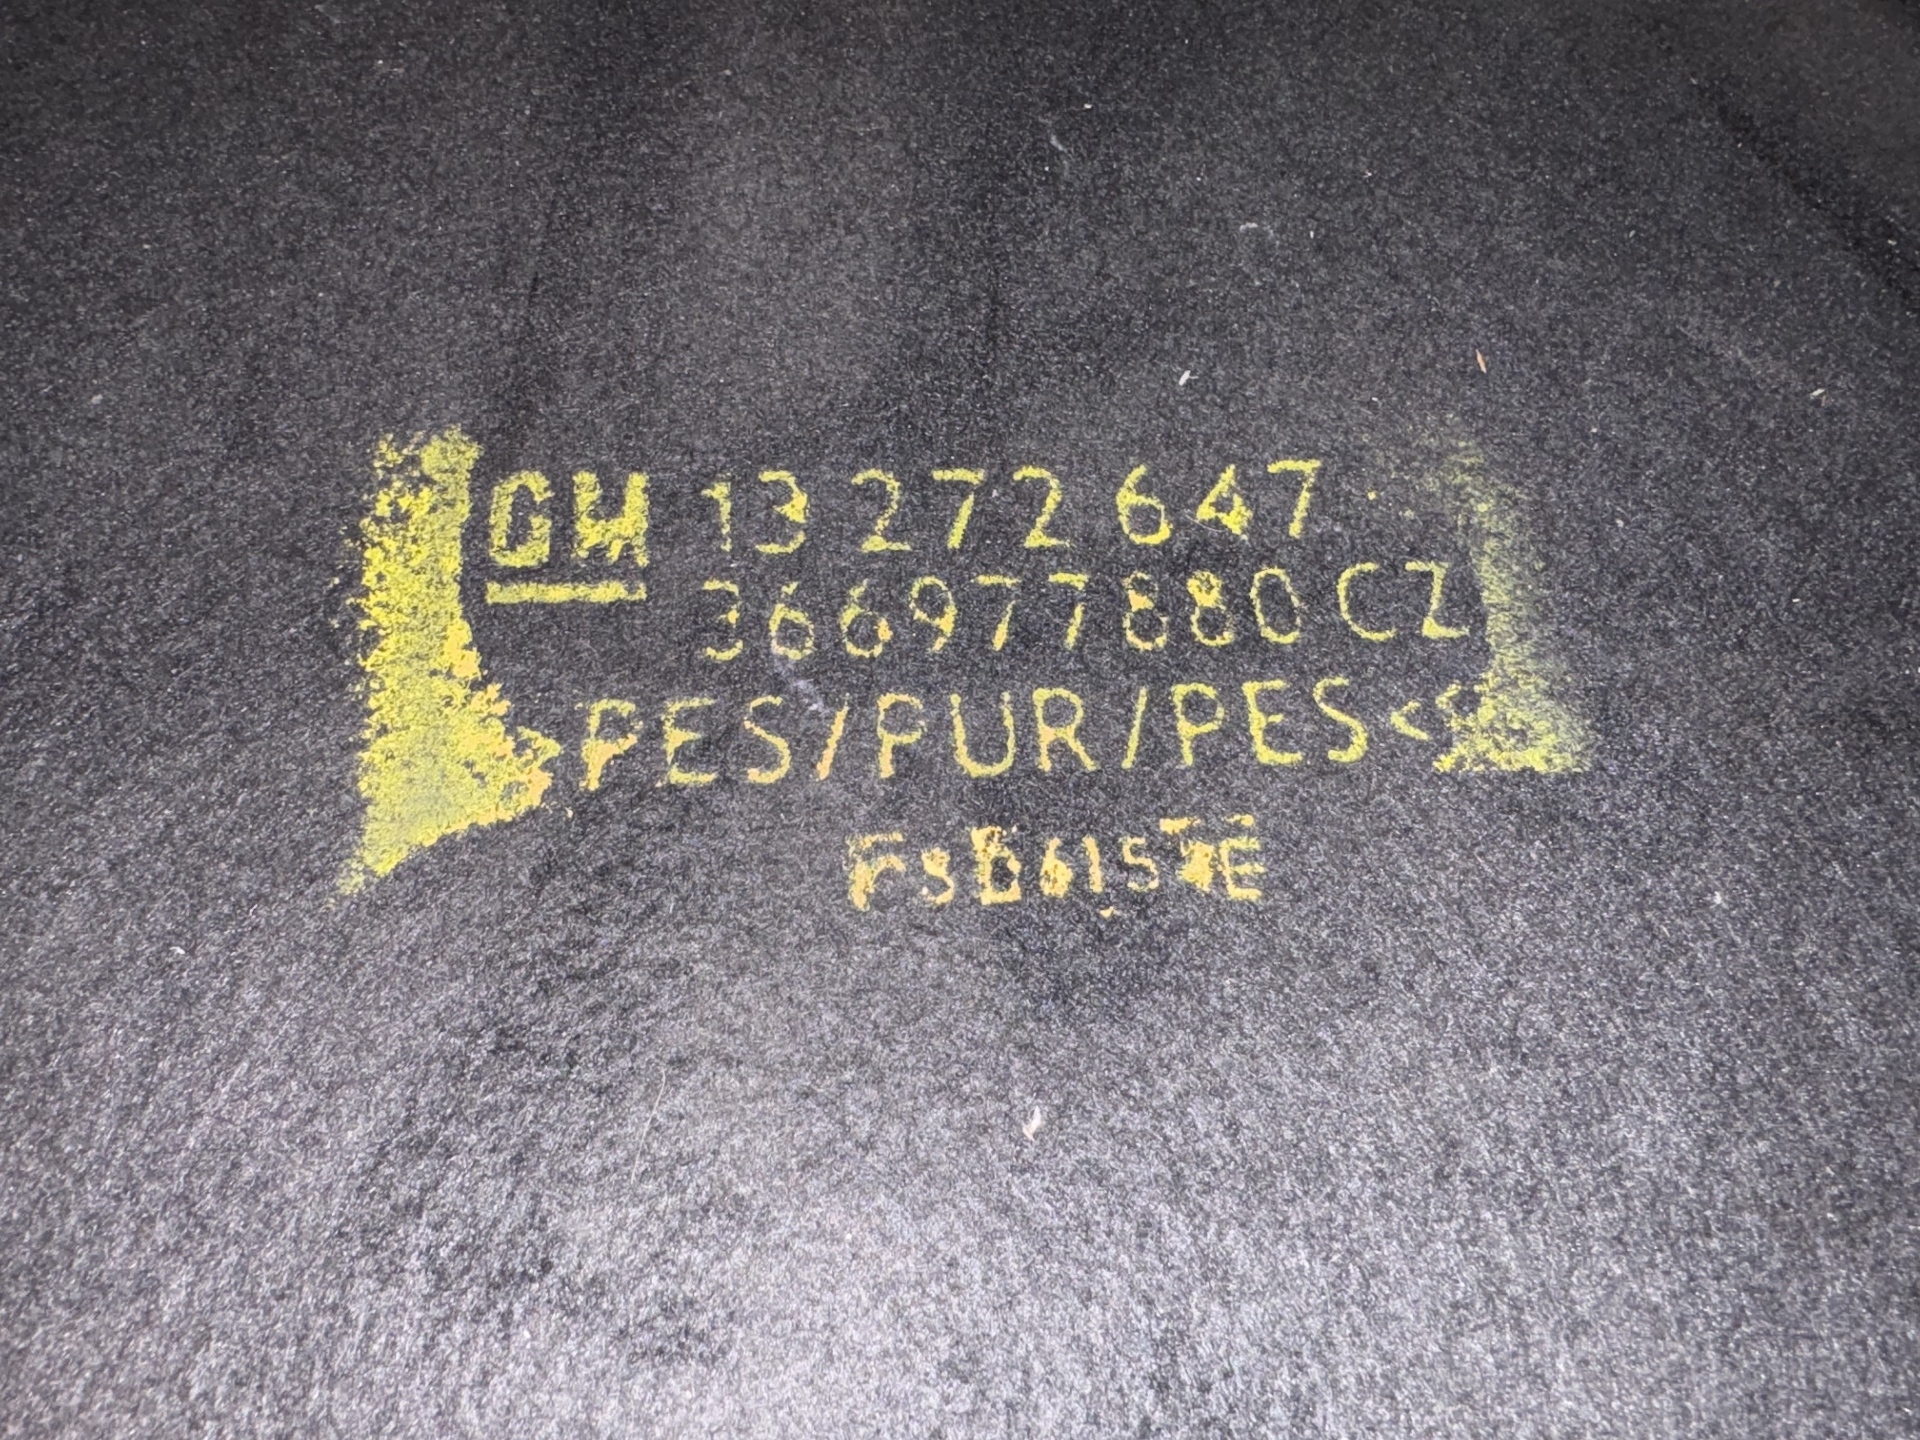 GM 13 272 647
366977880 CZ
>PES/PUR/PES<